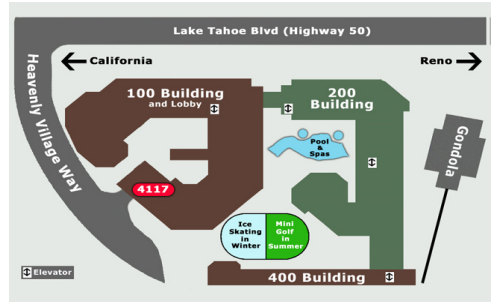 Lake Tahoe Blvd (Highway 50)
California
Reno
Heavenly Village Way
100 Building
and Lobby
200
Building
Pool
&
Spas
Gondola
4117
Ice
Skating
in
Winter
Mini
Golf
in
Summer
400 Building
Elevator